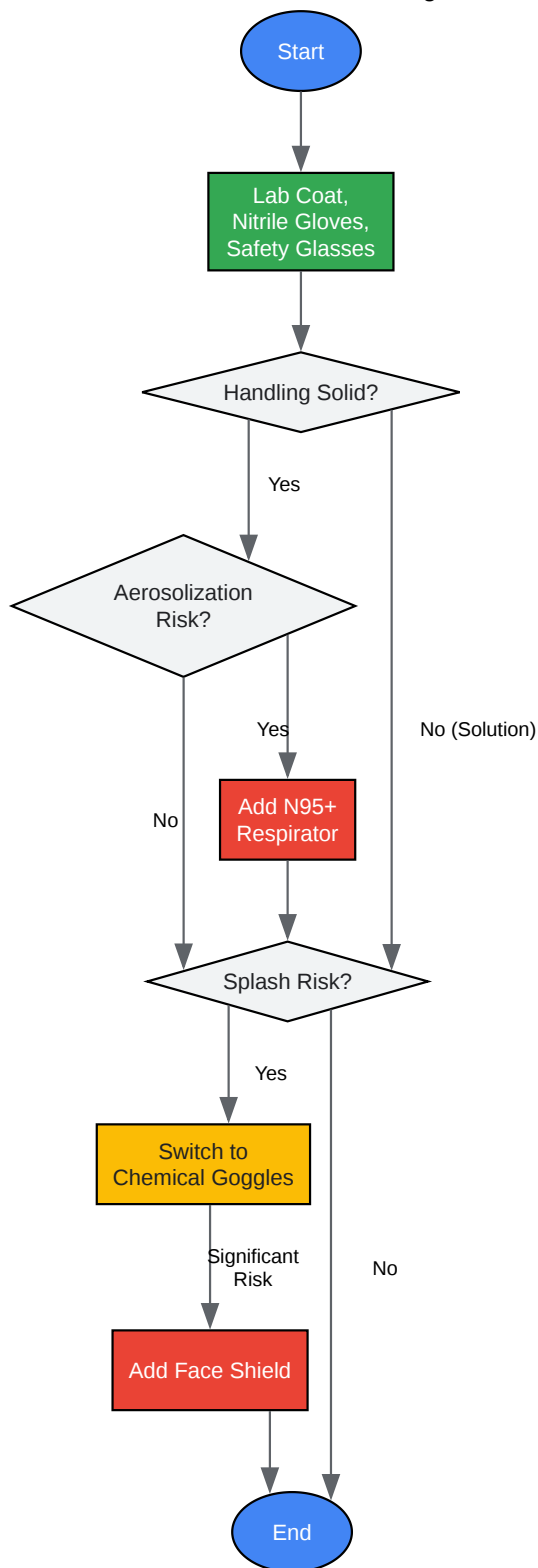 Start
Lab Coat,
Nitrile Gloves,
Safety Glasses
Handling Solid?
Yes
Aerosolization
Risk?
Yes
No (Solution)
Add N95+
Respirator
No
Splash Risk?
Yes
Switch to
Chemical Goggles
Significant
Risk
No
Add Face Shield
End